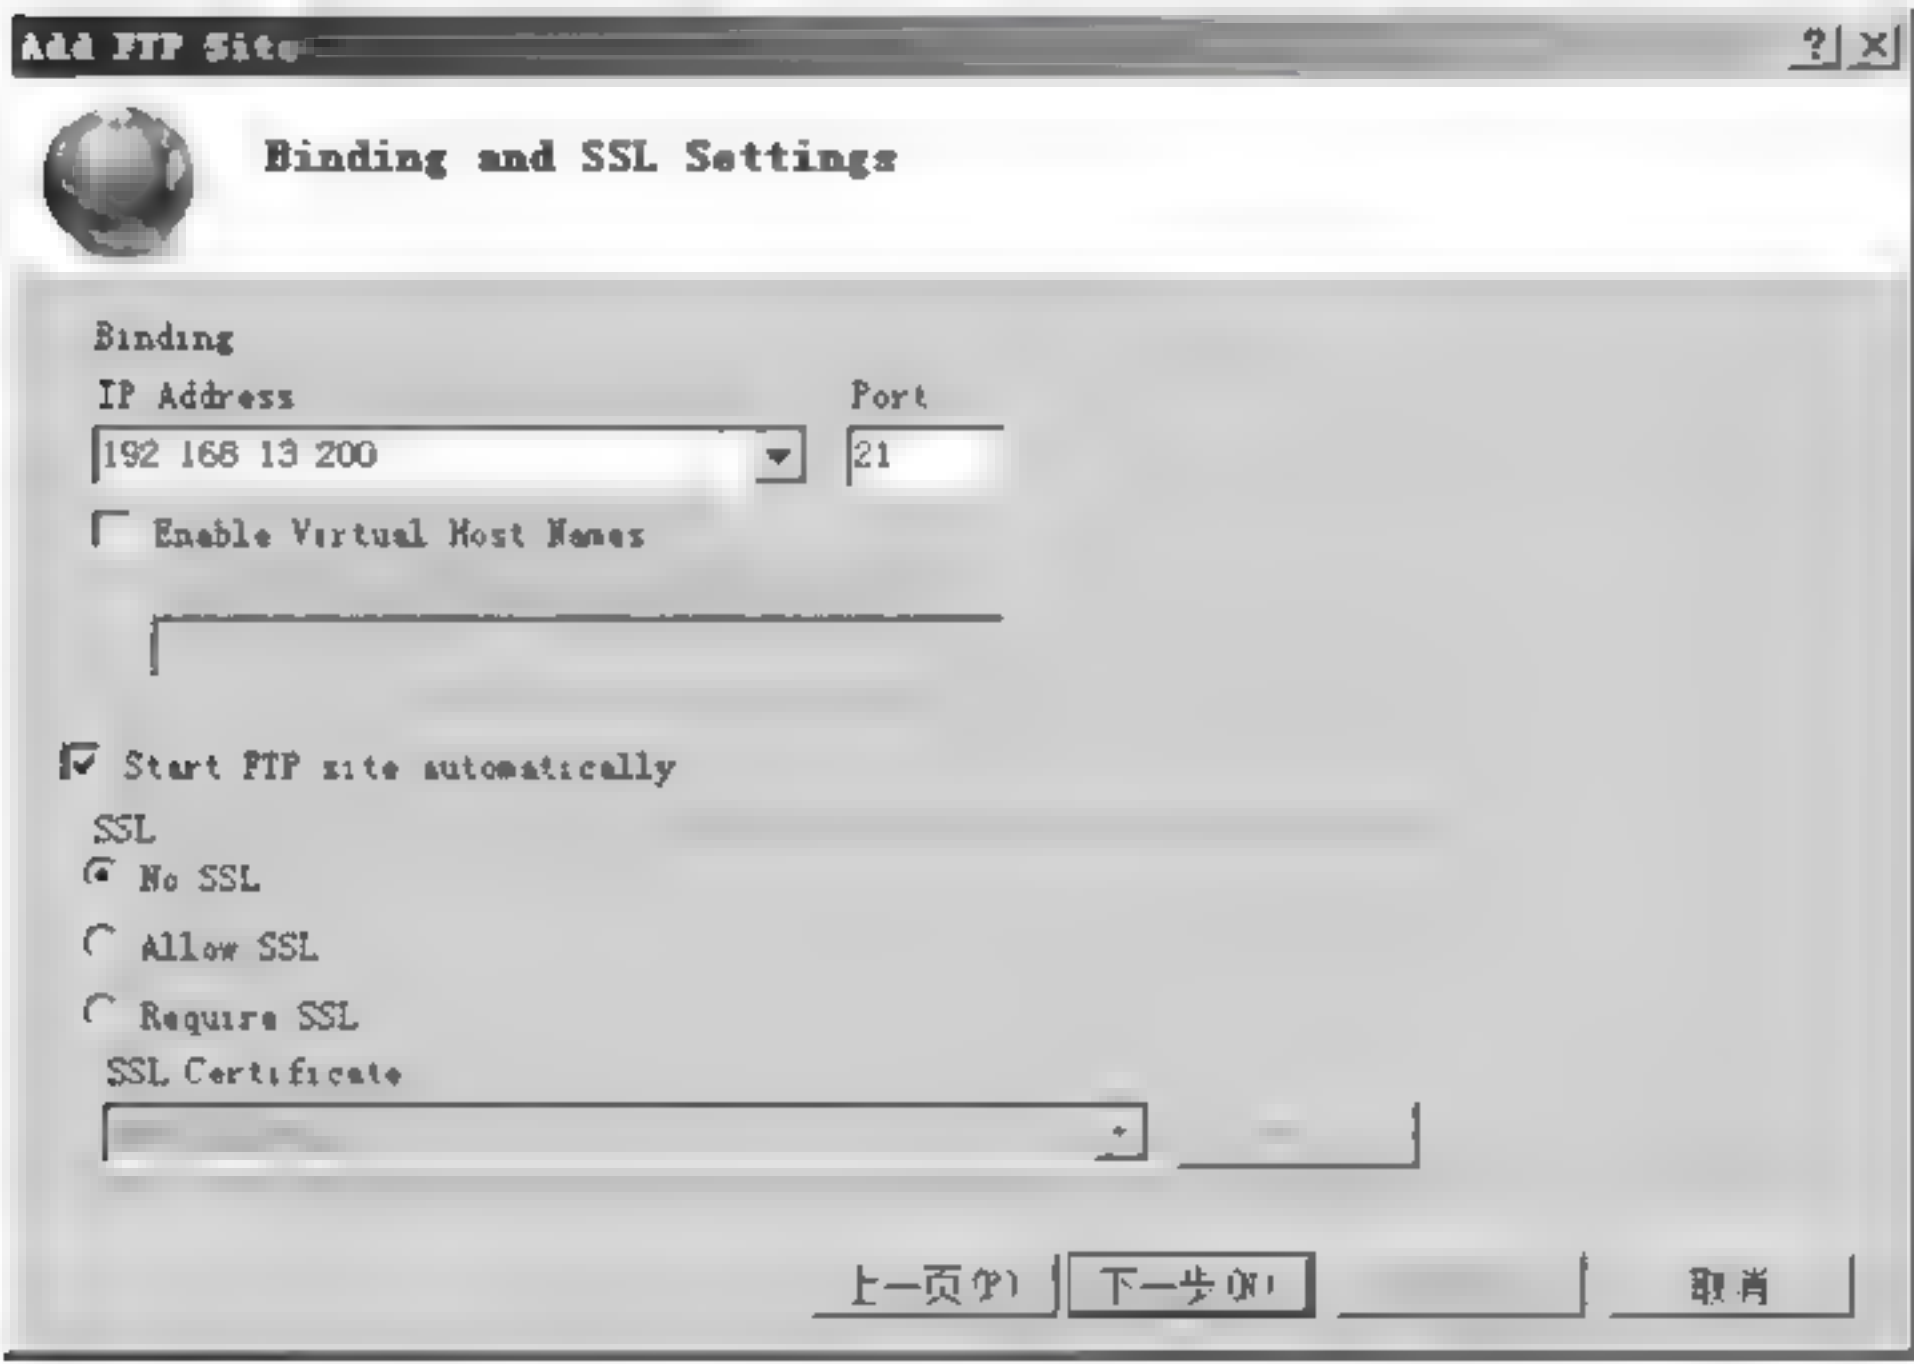 Add FTP Site
Binding and SSL Settings
Binding
IP Address Port
192 168 13 200 21
Enable Virtual Host Names
Start FTP site automatically
SSL
No SSL
Allow SSL
Require SSL
SSL Certificate
上一页(P) 下一步(N) 取消